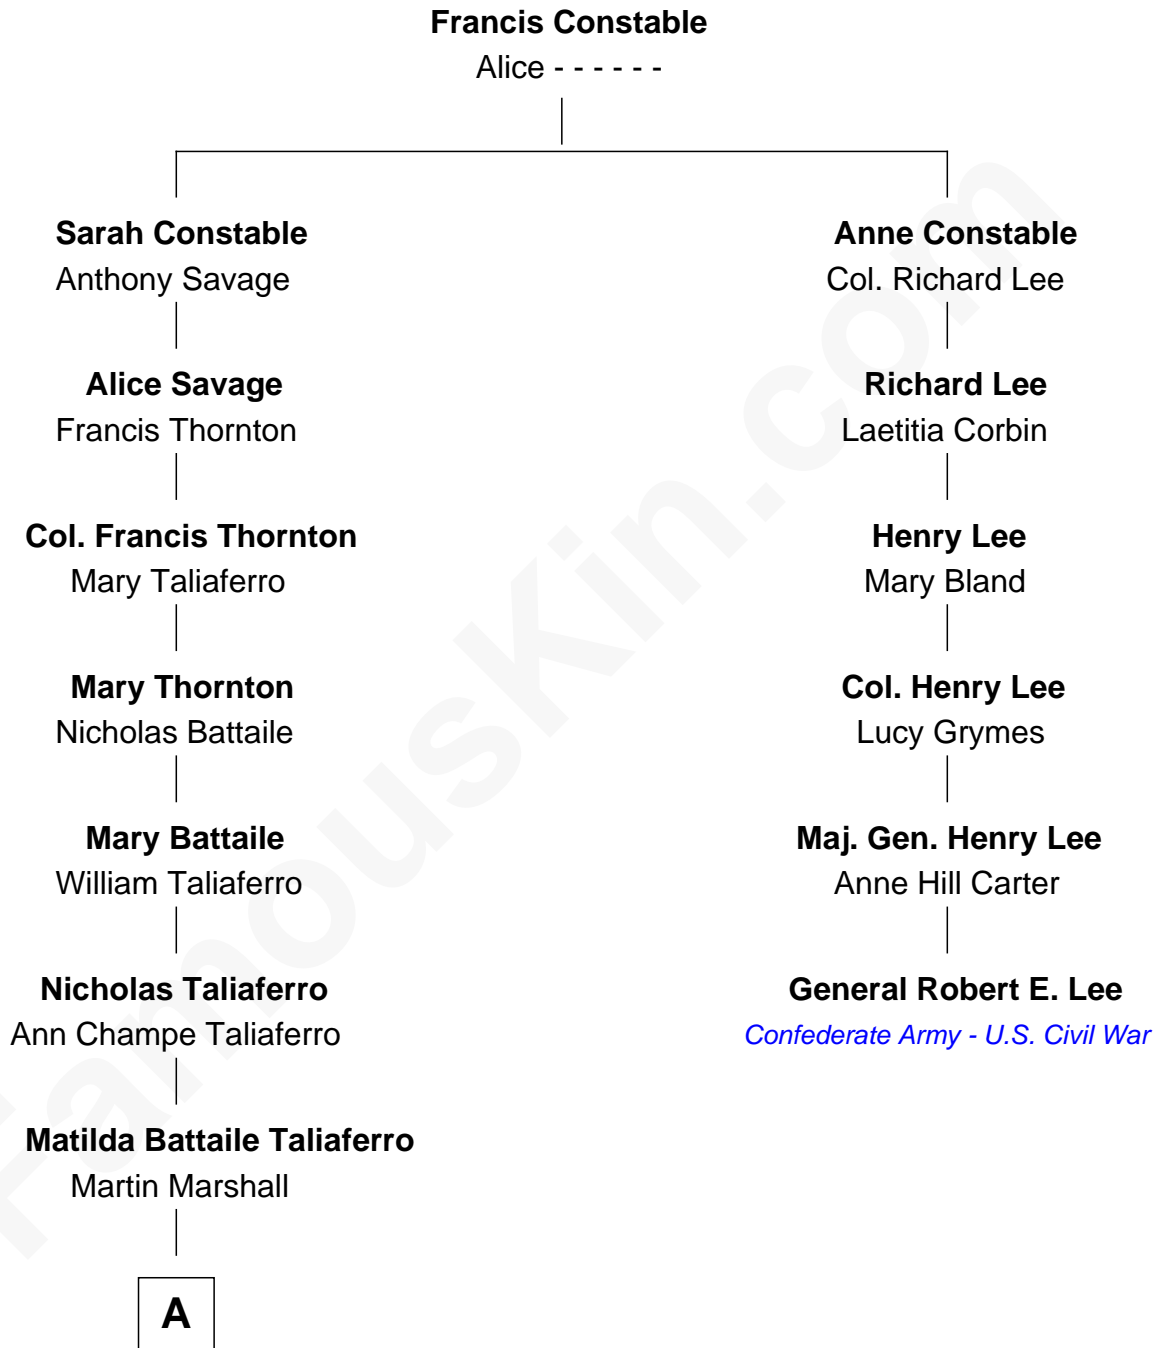 Francis Constable
Alice - - - - - -
Sarah Constable
Anthony Savage
Anne Constable
Col. Richard Lee
Alice Savage
Francis Thornton
Richard Lee
Laetitia Corbin
Col. Francis Thornton
Mary Taliaferro
Henry Lee
Mary Bland
Mary Thornton
Nicholas Battaile
Col. Henry Lee
Lucy Grymes
Mary Battaile
William Taliaferro
Maj. Gen. Henry Lee
Anne Hill Carter
Nicholas Taliaferro
Ann Champe Taliaferro
General Robert E. Lee
Confederate Army - U.S. Civil War
Matilda Battaile Taliaferro
Martin Marshall
A
FamousKin.com